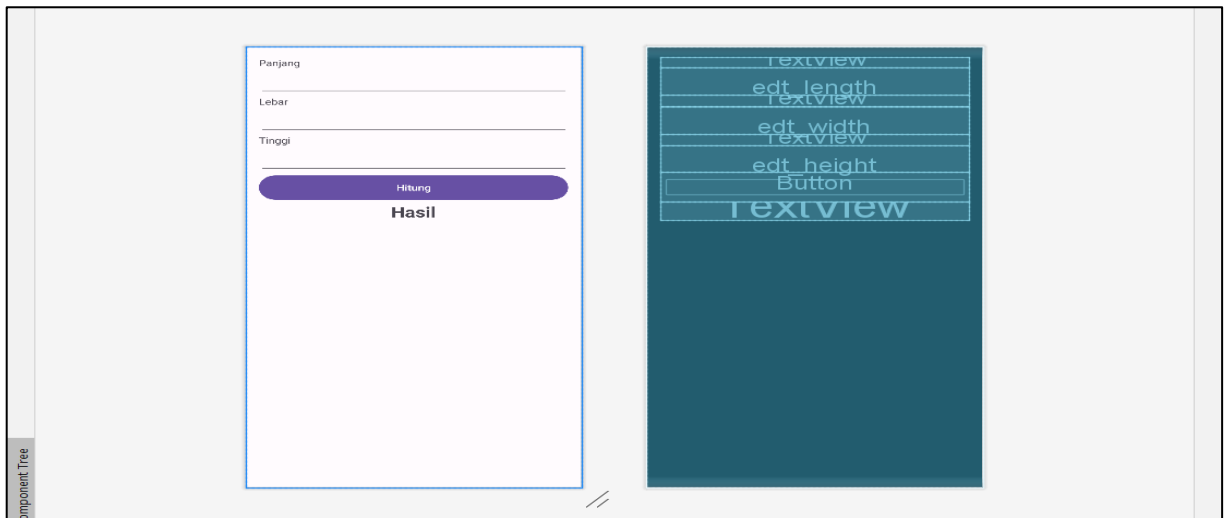 Panjang
Lebar
Tinggi
Hitung
Hasil
TextView
edt_length
TextView
edt_width
TextView
edt_height
Button
TextView
omponent Tree